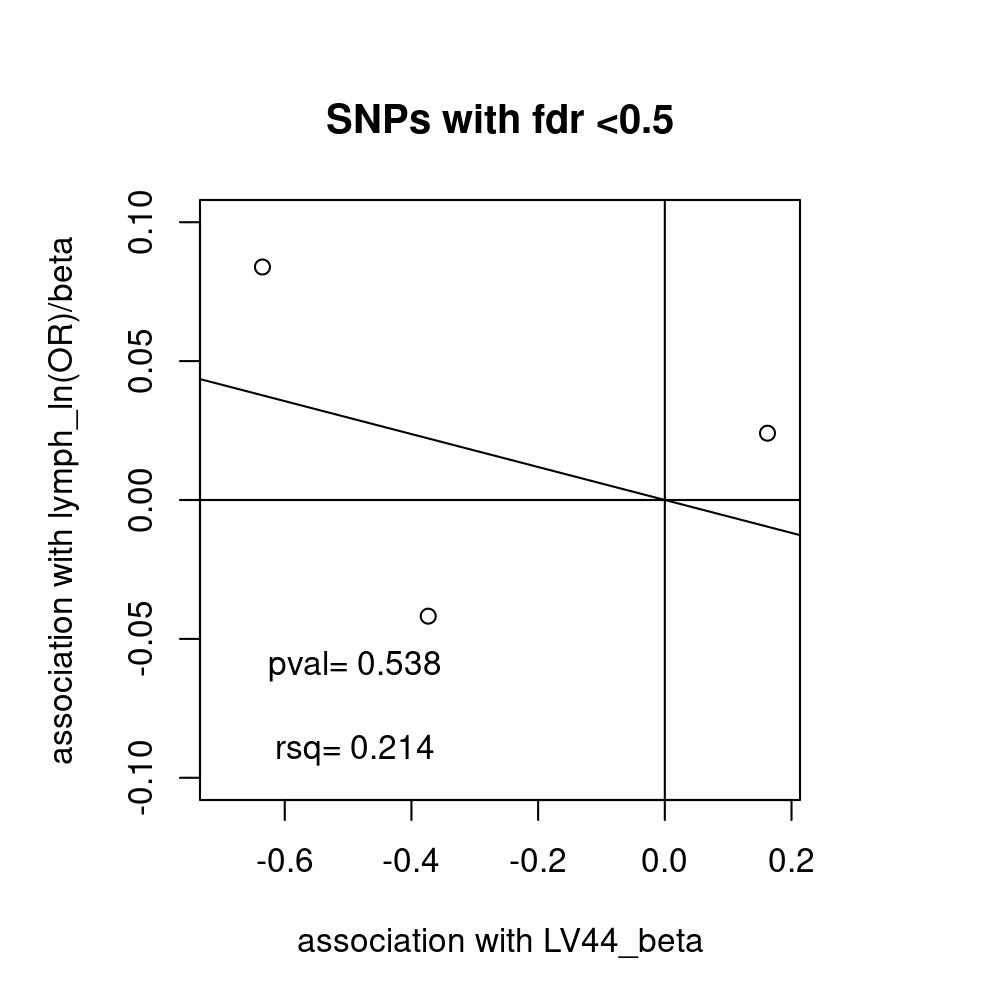 SNPs with fdr <0.5
association with lymph_ln(OR)/beta
0.10
0.05
0.00
-0.05
-0.10
pval= 0.538
rsq= 0.214
-0.6 -0.4 -0.2 0.0 0.2
association with LV44_beta